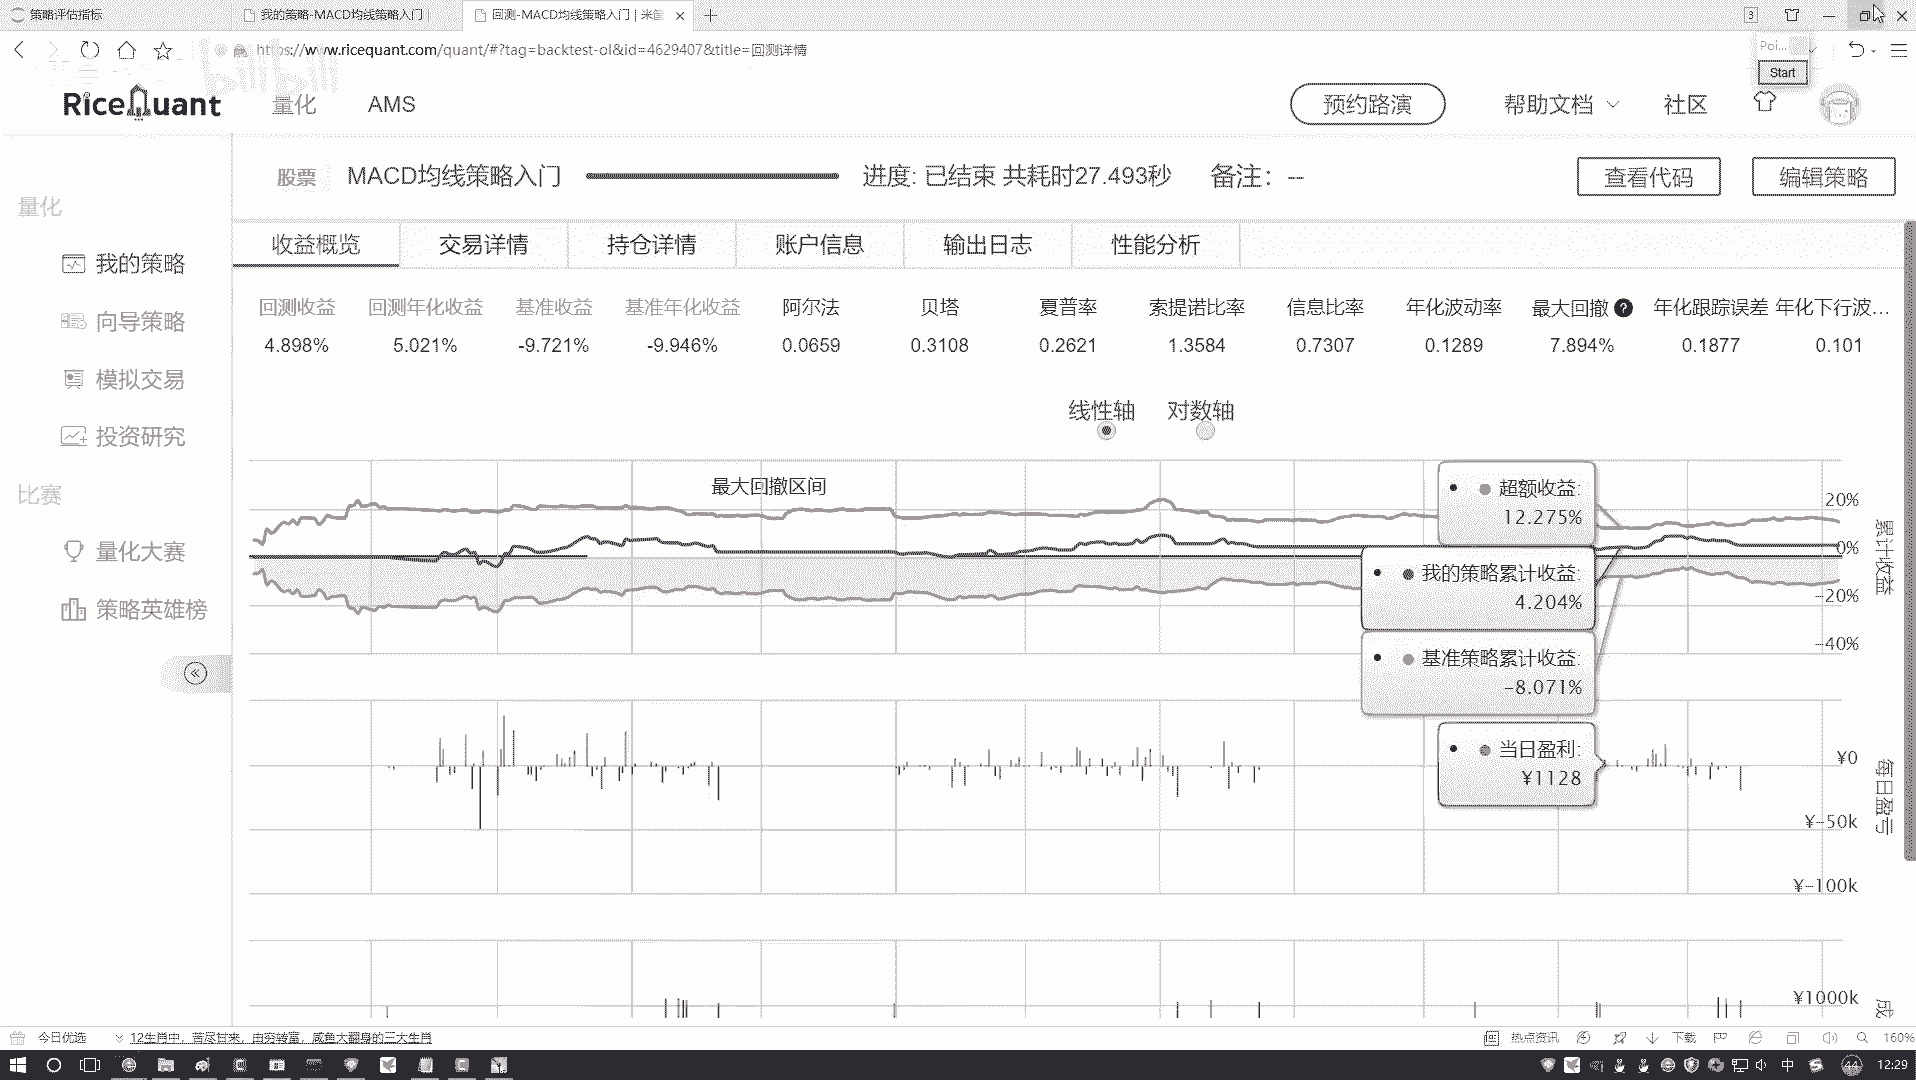 策略评估指标
我的策略-MACD均线策略入门
回测-MACD均线策略入门 | 米筐
3
https://www.ricequant.com/quant/#?tag=backtest-ol&id=4629407&title=回测详情
Poi...
Start
bilibili
RiceQuant
量化
AMS
预约路演
帮助文档
社区
股票
MACD均线策略入门
进度: 已结束 共耗时27.493秒
备注: --
查看代码
编辑策略
量化
我的策略
向导策略
模拟交易
投资研究
比赛
量化大赛
策略英雄榜
收益概览
交易详情
持仓详情
账户信息
输出日志
性能分析
回测收益 回测年化收益 基准收益 基准年化收益 阿尔法 贝塔 夏普率 索提诺比率 信息比率 年化波动率 最大回撤 ? 年化跟踪误差 年化下行波...
4.898% 5.021% -9.721% -9.946% 0.0659 0.3108 0.2621 1.3584 0.7307 0.1289 7.894% 0.1877 0.101
线性轴 对数轴
最大回撤区间
超额收益:
12.275%
我的策略累计收益:
4.204%
基准策略累计收益:
-8.071%
当日盈利:
¥1128
20%
0%
-20%
-40%
累计收益
¥0
¥-50k
¥-100k
每日盈亏
¥1000k
成
今日优选
12生肖中，苦尽甘来，由穷转富，咸鱼大翻身的三大生肖
热点资讯
下载
160%
中
44
12:29